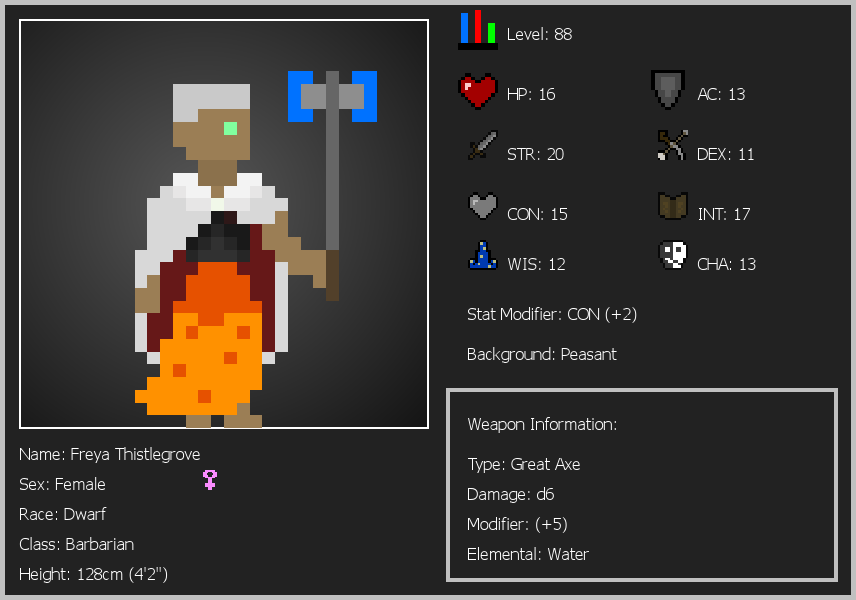 Level: 88
HP: 16
AC: 13
STR: 20
DEX: 11
CON: 15
INT: 17
WIS: 12
CHA: 13
Stat Modifier: CON (+2)
Background: Peasant
Weapon Information:
Type: Great Axe
Damage: d6
Modifier: (+5)
Elemental: Water
Name: Freya Thistlegrove
Sex: Female
Race: Dwarf
Class: Barbarian
Height: 128cm (4'2")